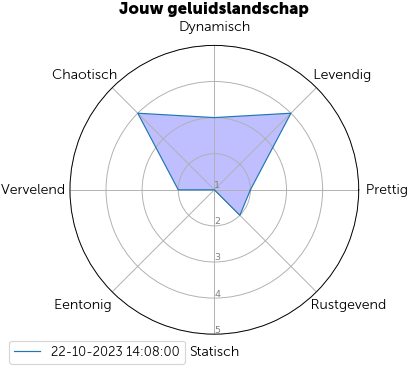 Jouw geluidslandschap
Dynamisch
Chaotisch
Levendig
Vervelend
1
Prettig
2
3
4
Eentonig
Rustgevend
5
22-10-2023 14:08:00
Statisch